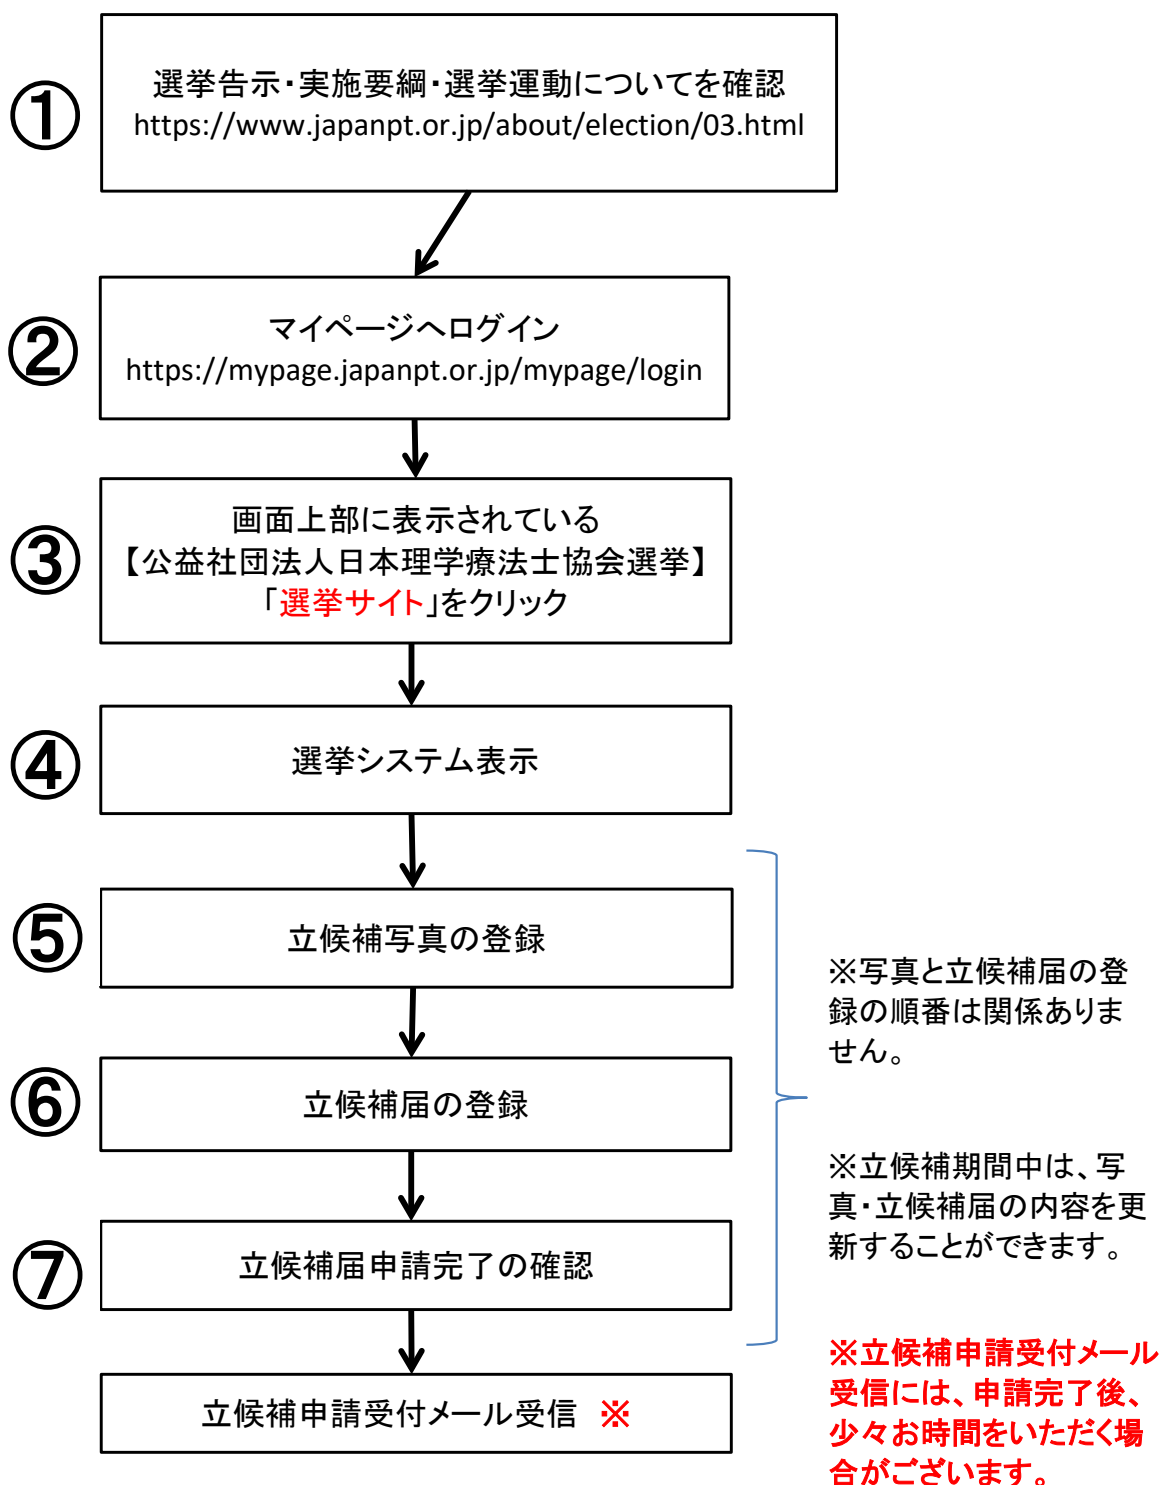 ①
選挙告示・実施要綱・選挙運動についてを確認
https://www.japanpt.or.jp/about/election/03.html
②
マイページへログイン
https://mypage.japanpt.or.jp/mypage/login
③
画面上部に表示されている
【公益社団法人日本理学療法士協会選挙】
「選挙サイト」をクリック
④
選挙システム表示
⑤
立候補写真の登録
⑥
立候補届の登録
⑦
立候補届申請完了の確認
立候補申請受付メール受信 ※
※写真と立候補届の登
録の順番は関係ありま
せん。
※立候補期間中は、写
真・立候補届の内容を更
新することができます。
※立候補申請受付メール
受信には、申請完了後、
少々お時間をいただく場
合がございます。